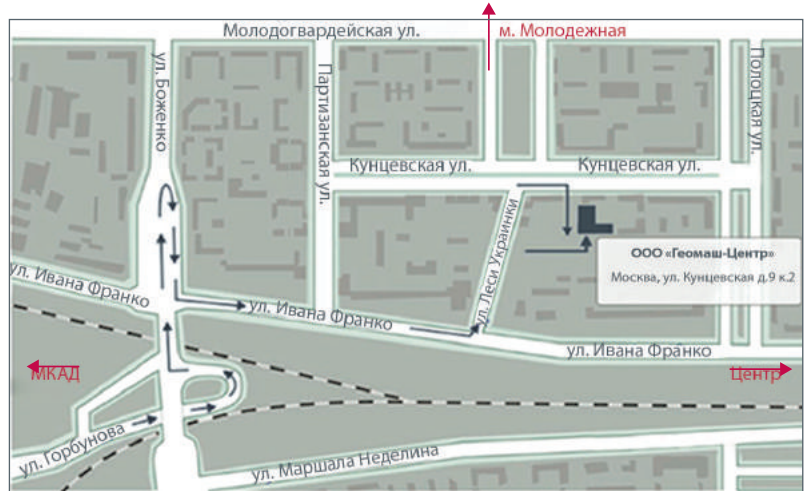 Молодогвардейская ул.
м. Молодежная
ул. Боженко
Партизанская ул.
Полоцкая ул.
Кунцевская ул.
Кунцевская ул.
ул. Леси Украинки
ООО «Геомаш-Центр»
Москва, ул. Кунцевская д.9 к.2
ул. Ивана Франко
ул. Ивана Франко
ул. Ивана Франко
МКАД
Центр
ул. Горбунова
ул. Маршала Неделина